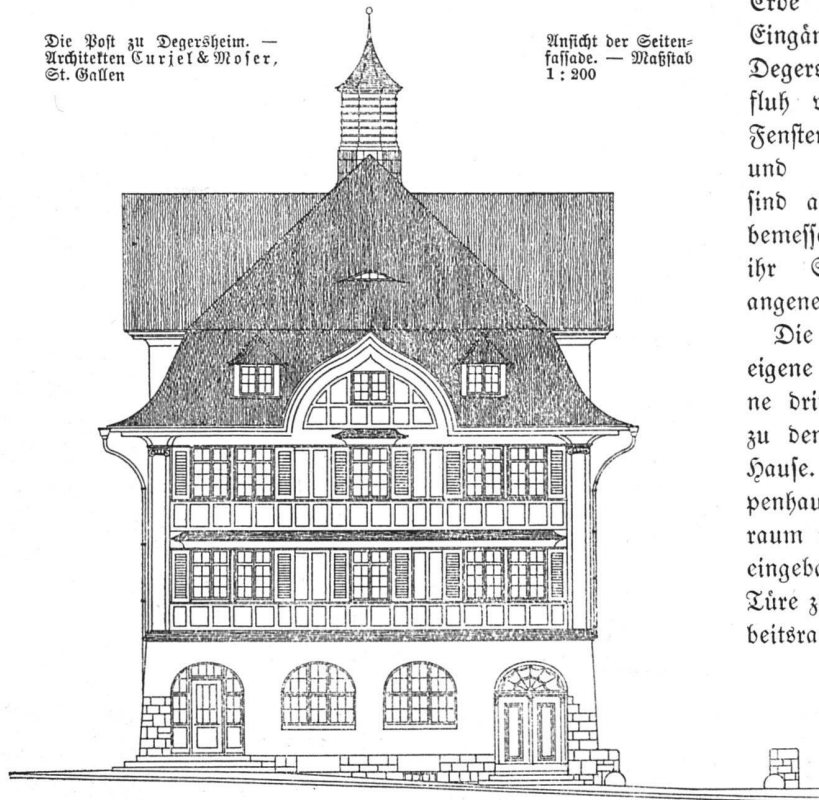 Die Post zu Degersheim. —
Architekten Curjel & Moser,
St. Gallen
Ansicht der Seiten=
fassade. — Maßstab
1 : 200
Erde
Eingän
Degers
fluh v
Fenster
und
sind a
bemesse
ihr S
angene
Die
eigene
ne dri
zu den
Hause.
penhau
raum
eingeba
Türe z
beitsra